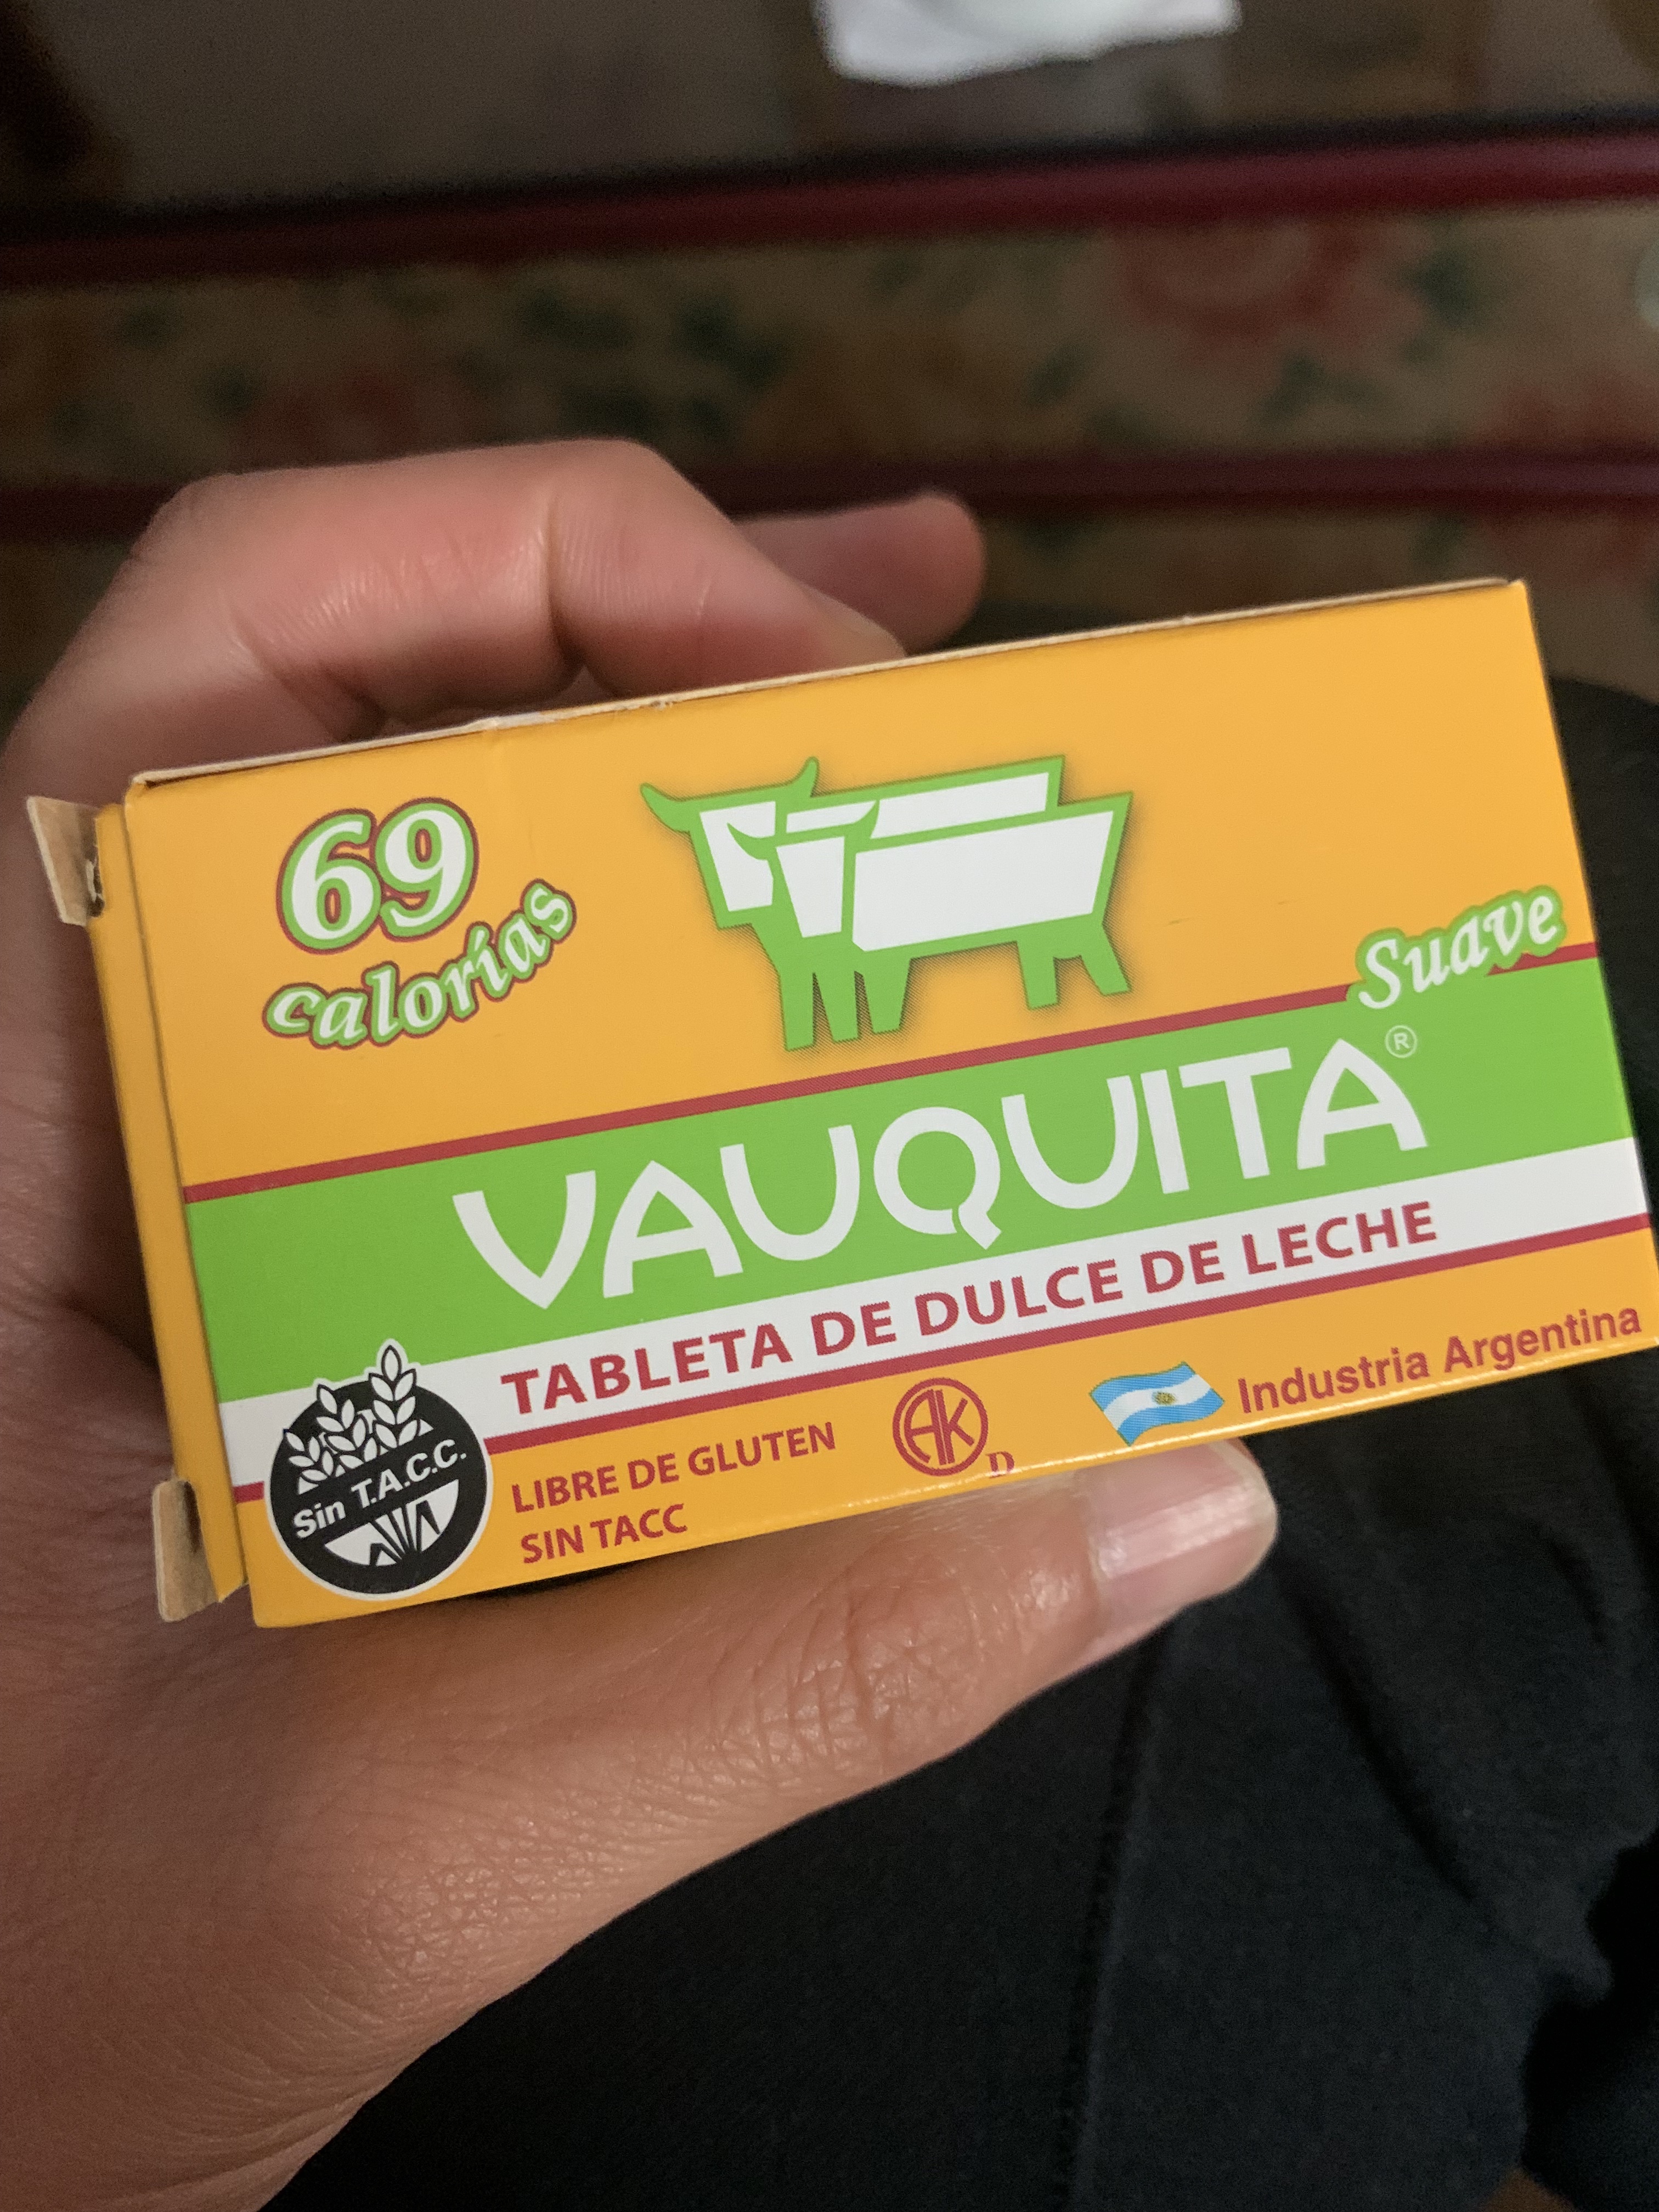 69
calorías
Suave
VAUQUITA®
TABLETA DE DULCE DE LECHE
Sin T.A.C.C.
LIBRE DE GLUTEN
SIN TACC
AK
D
Industria Argentina